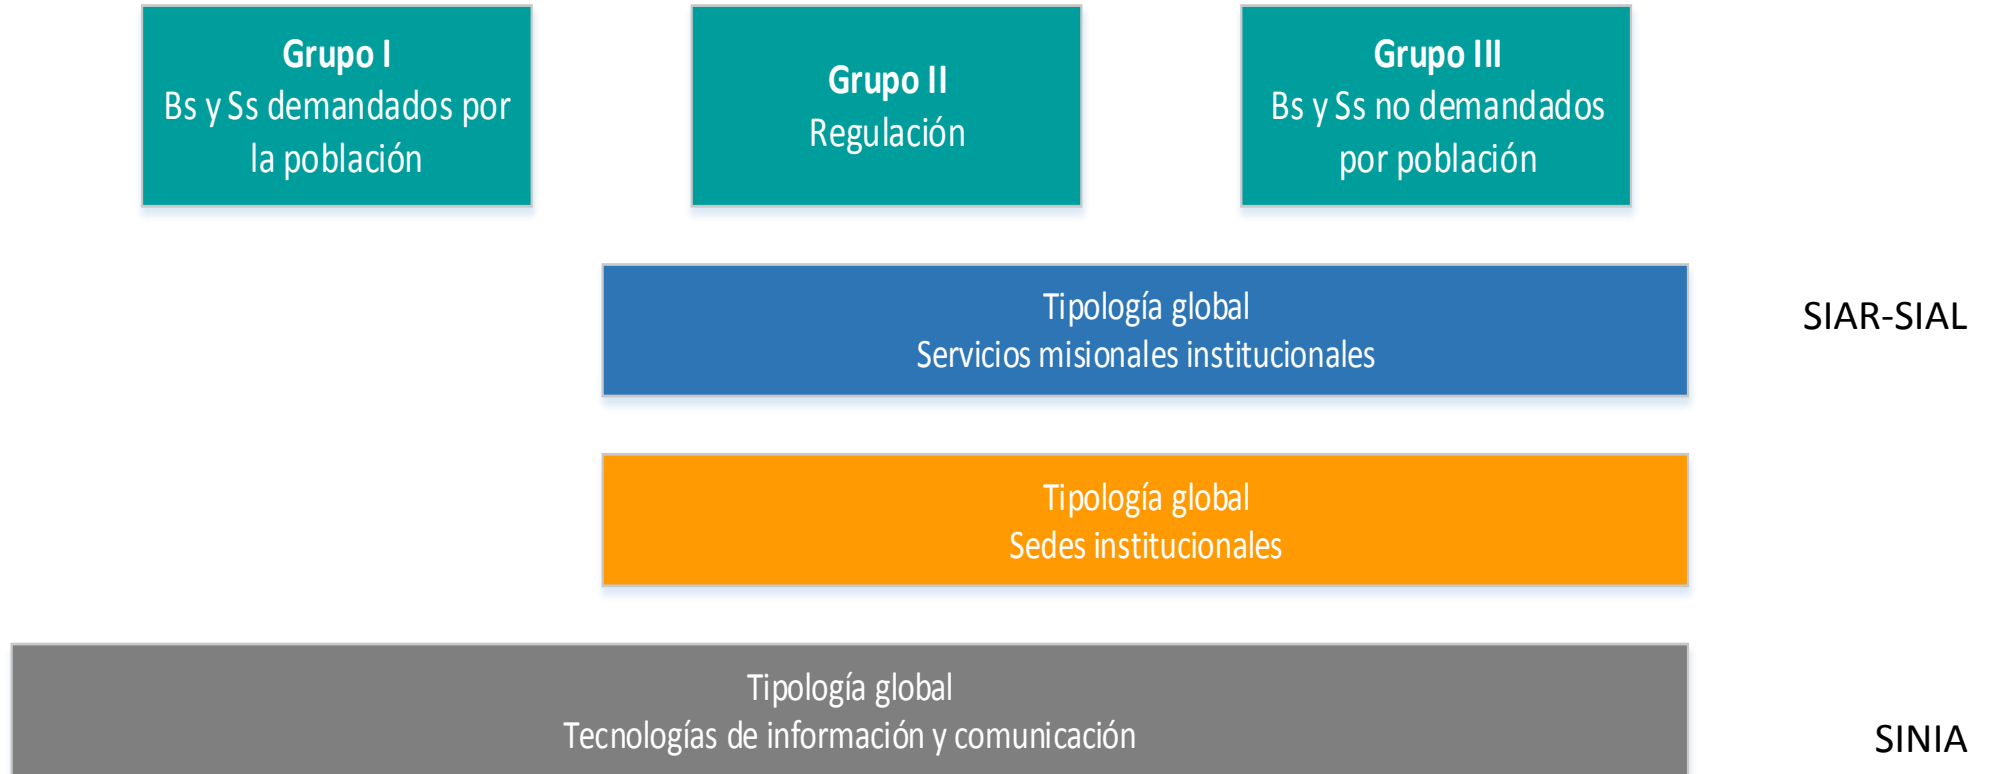 Grupo I
Bs y Ss demandados por
la población
Grupo II
Regulación
Grupo III
Bs y Ss no demandados
por población
Tipología global
Servicios misionales institucionales
SIAR-SIAL
Tipología global
Sedes institucionales
Tipología global
Tecnologías de información y comunicación
SINIA